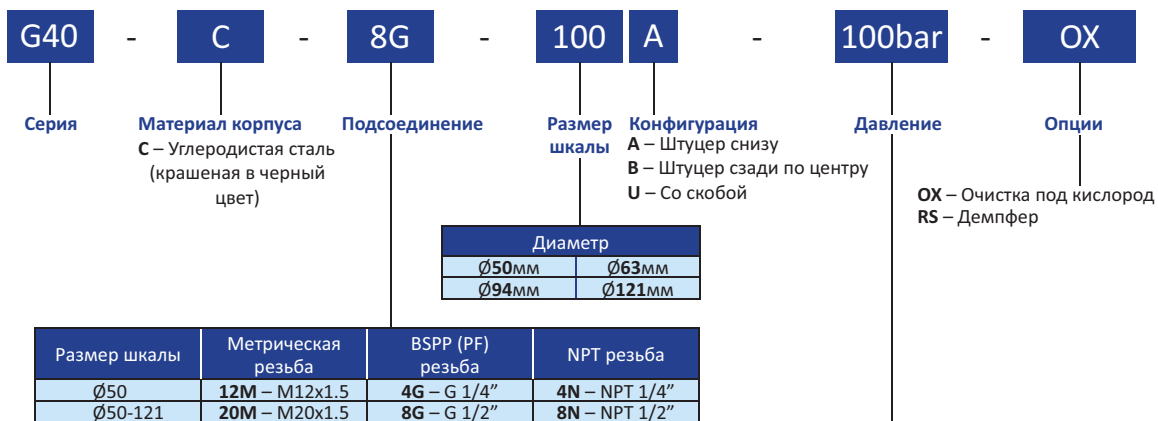 G40 - C - 8G - 100 A - 100bar - OX
Серия
Материал корпуса
C – Углеродистая сталь
(крашеная в черный
цвет)
Подсоединение
Размер
шкалы
Конфигурация
A – Штуцер снизу
B – Штуцер сзади по центру
U – Со скобой
Давление
Опции
OX – Очистка под кислород
RS – Демпфер
Диаметр
Ø50мм Ø63мм
Ø94мм Ø121мм
Размер шкалы Метрическая резьба BSPP (PF) резьба NPT резьба
Ø50 12M – M12x1.5 4G – G 1/4” 4N – NPT 1/4”
Ø50-121 20M – M20x1.5 8G – G 1/2” 8N – NPT 1/2”